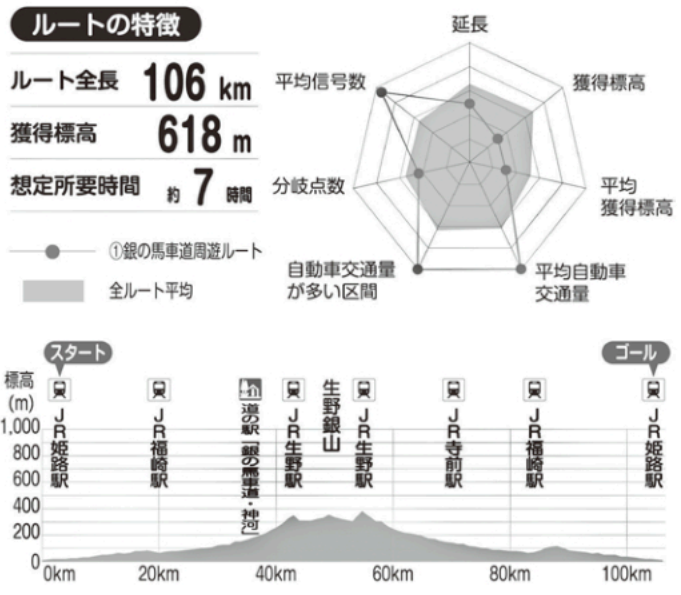 ルートの特徴
ルート全長 106 km
獲得標高 618 m
想定所要時間 約 7 時間
①銀の馬車道周遊ルート
全ルート平均
延長
獲得標高
平均
獲得標高
平均自動車
交通量
自動車交通量
が多い区間
分岐点数
平均信号数
スタート
ゴール
標高
(m)
1,000
800
600
400
200
0
JR姫路駅
JR福崎駅
道の駅「銀の馬車道・神河」
JR生野駅
生野銀山
JR生野駅
JR寺前駅
JR福崎駅
JR姫路駅
0km 20km 40km 60km 80km 100km